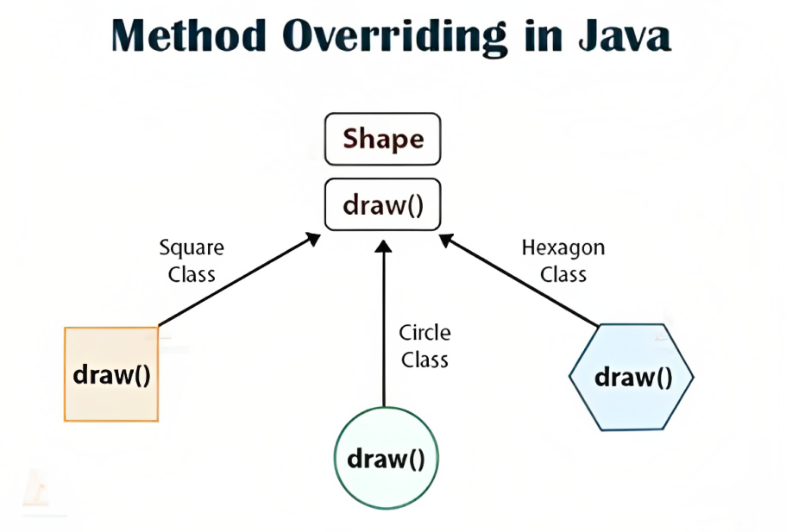 Method Overriding in Java
Shape
draw()
Square
Class
Hexagon
Class
Circle
Class
draw()
draw()
draw()